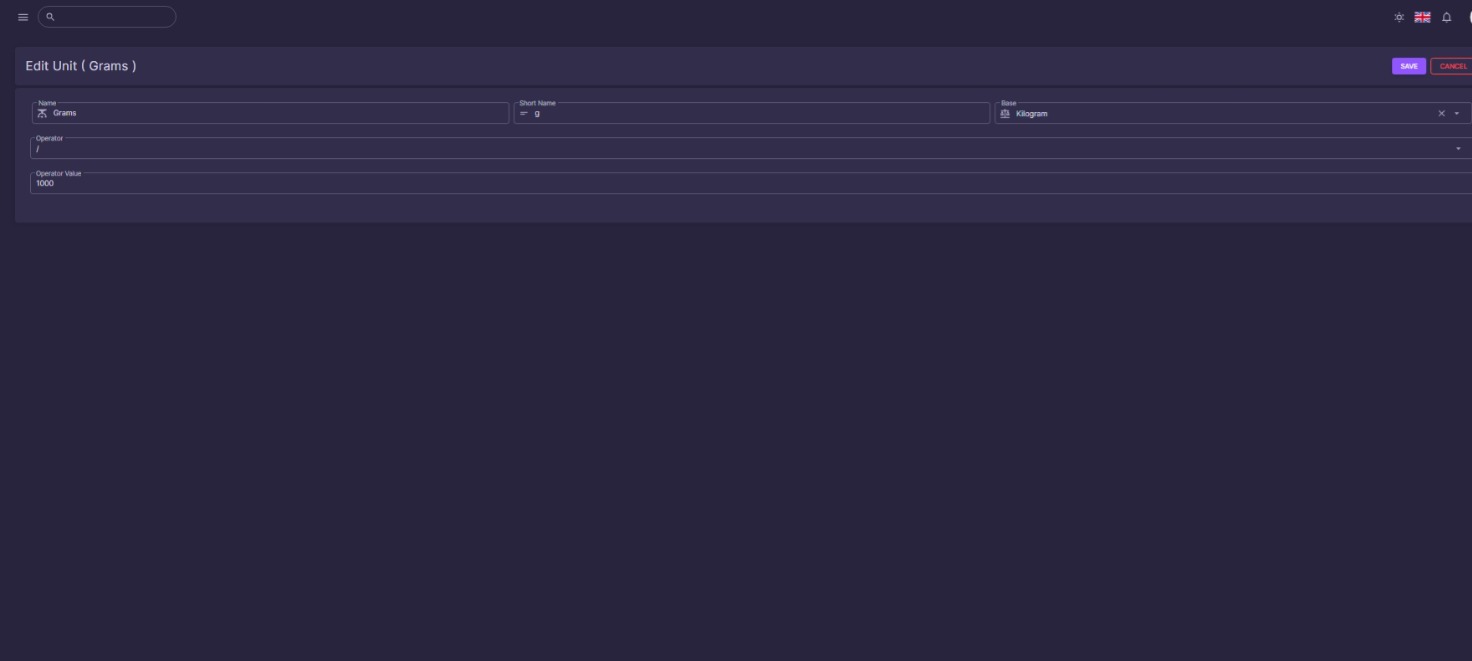 Edit Unit ( Grams )
SAVE
CANCEL
Name
Grams
Short Name
g
Base
Kilogram
Operator
/
Operator Value
1000